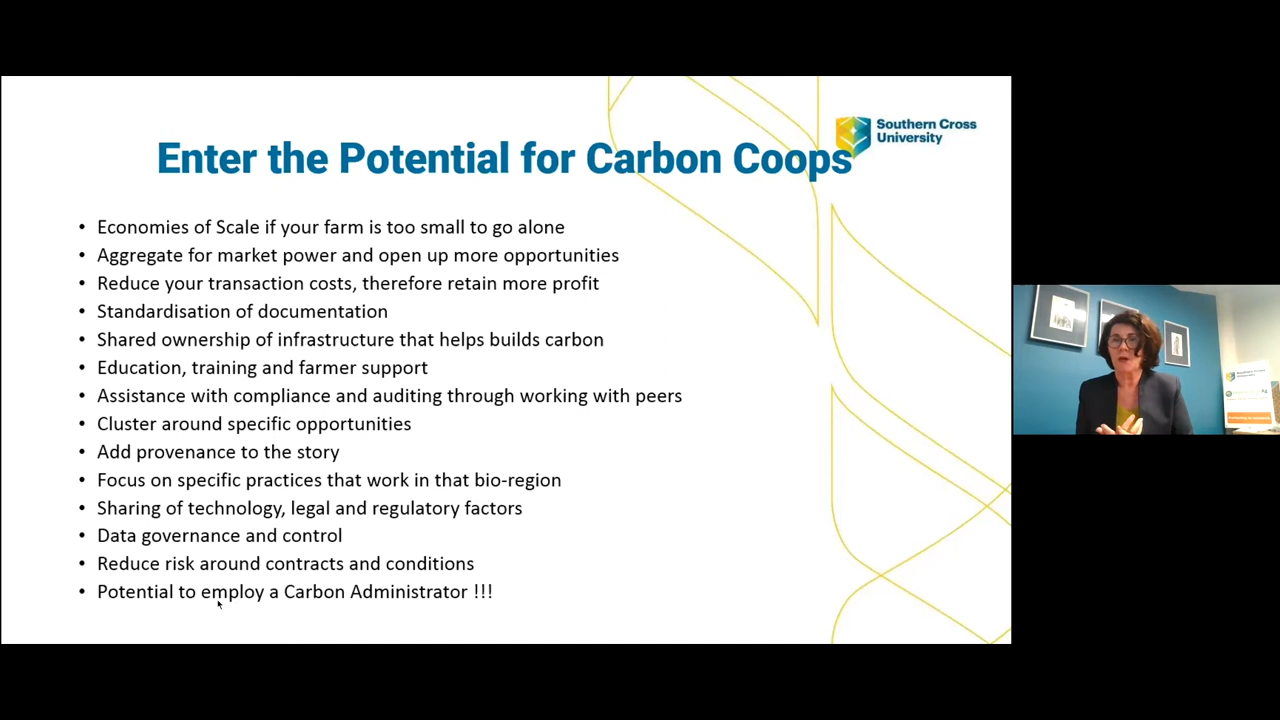 Southern Cross
University
Enter the Potential for Carbon Coops
• Economies of Scale if your farm is too small to go alone
• Aggregate for market power and open up more opportunities
• Reduce your transaction costs, therefore retain more profit
• Standardisation of documentation
• Shared ownership of infrastructure that helps builds carbon
• Education, training and farmer support
• Assistance with compliance and auditing through working with peers
• Cluster around specific opportunities
• Add provenance to the story
• Focus on specific practices that work in that bio-region
• Sharing of technology, legal and regulatory factors
• Data governance and control
• Reduce risk around contracts and conditions
• Potential to employ a Carbon Administrator !!!
Southern Cross
University